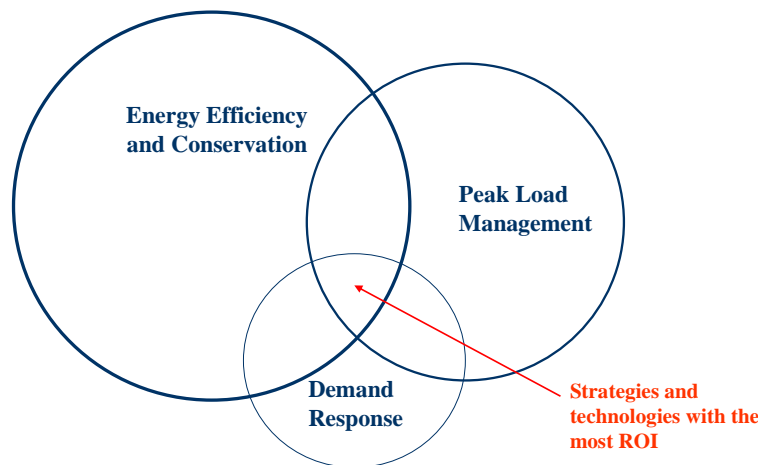 Energy Efficiency
and Conservation
Peak Load
Management
Demand
Response
Strategies and
technologies with the
most ROI